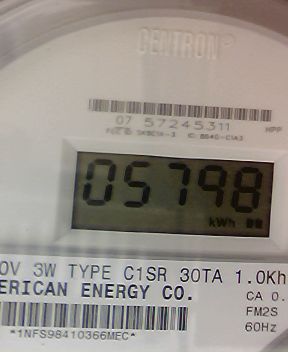 CENTRON®
07 57245311
HPP
05798
kWh
0V 3W TYPE C1SR 30TA 1.0Kh
ERICAN ENERGY CO.
CA 0.
FM2S
*1NFS98410366MEC*
60Hz